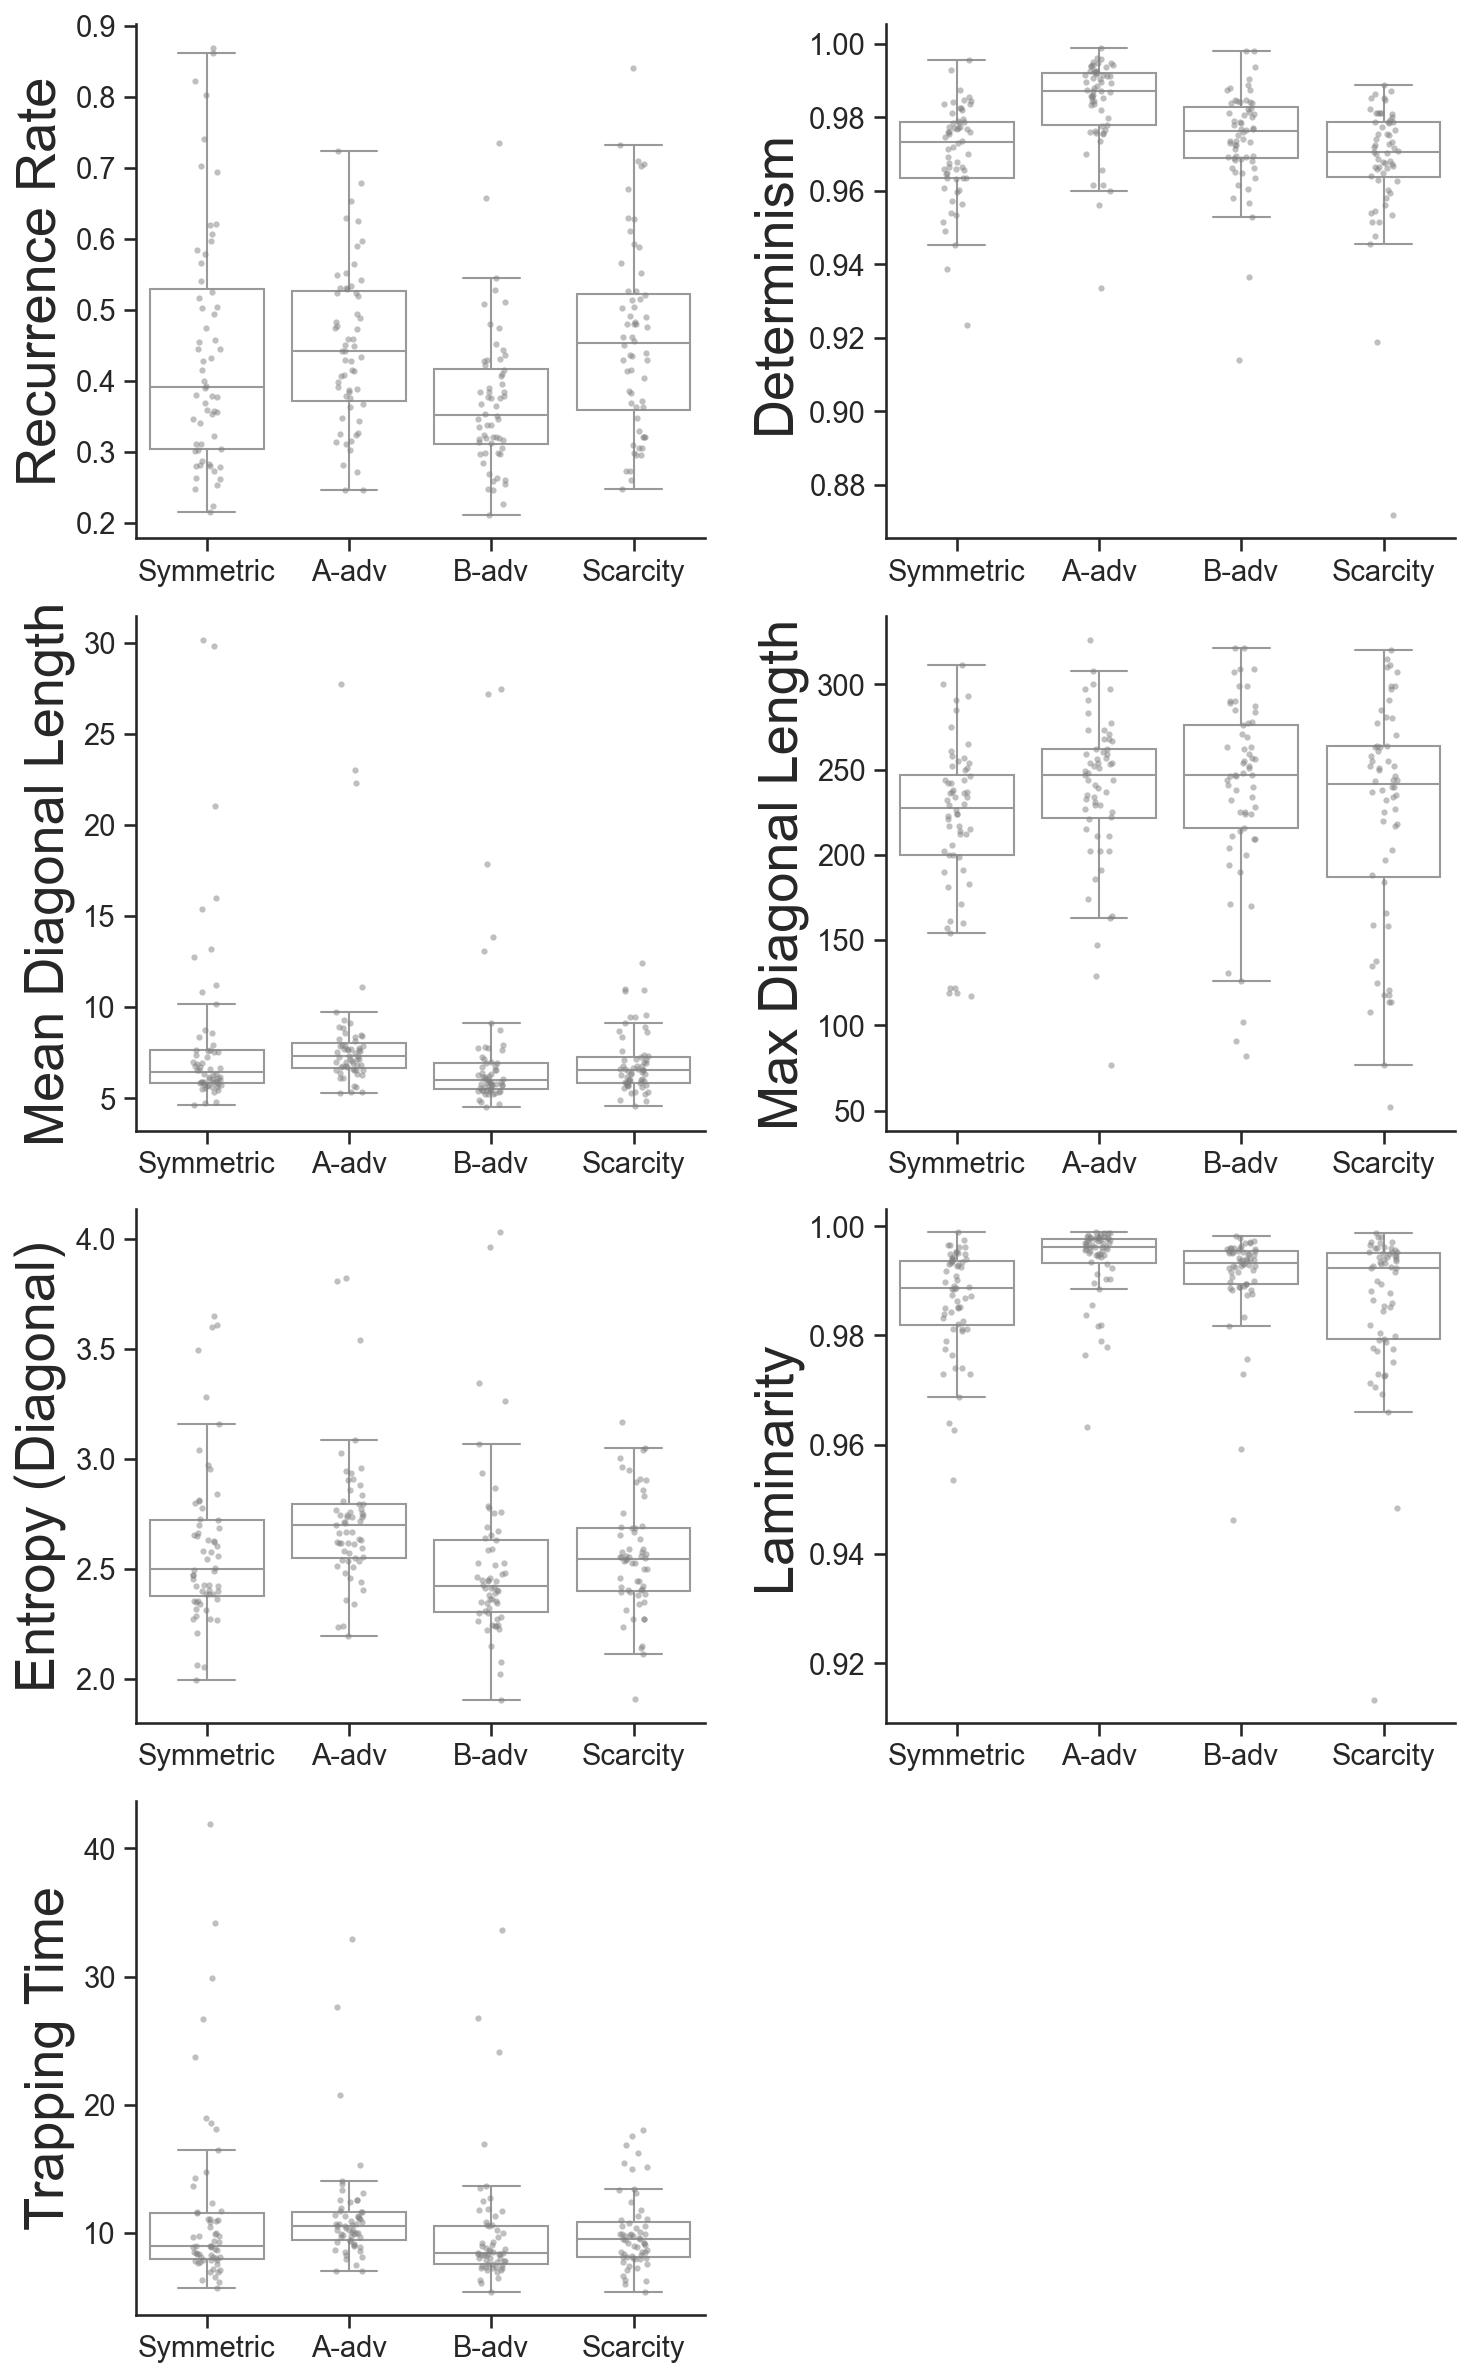 Recurrence Rate
0.9
0.8
0.7
0.6
0.5
0.4
0.3
0.2
Symmetric A-adv B-adv Scarcity
Determinism
1.00
0.98
0.96
0.94
0.92
0.90
0.88
Symmetric A-adv B-adv Scarcity
Mean Diagonal Length
30
25
20
15
10
5
Symmetric A-adv B-adv Scarcity
Max Diagonal Length
300
250
200
150
100
50
Symmetric A-adv B-adv Scarcity
Entropy (Diagonal)
4.0
3.5
3.0
2.5
2.0
Symmetric A-adv B-adv Scarcity
Laminarity
1.00
0.98
0.96
0.94
0.92
Symmetric A-adv B-adv Scarcity
Trapping Time
40
30
20
10
Symmetric A-adv B-adv Scarcity